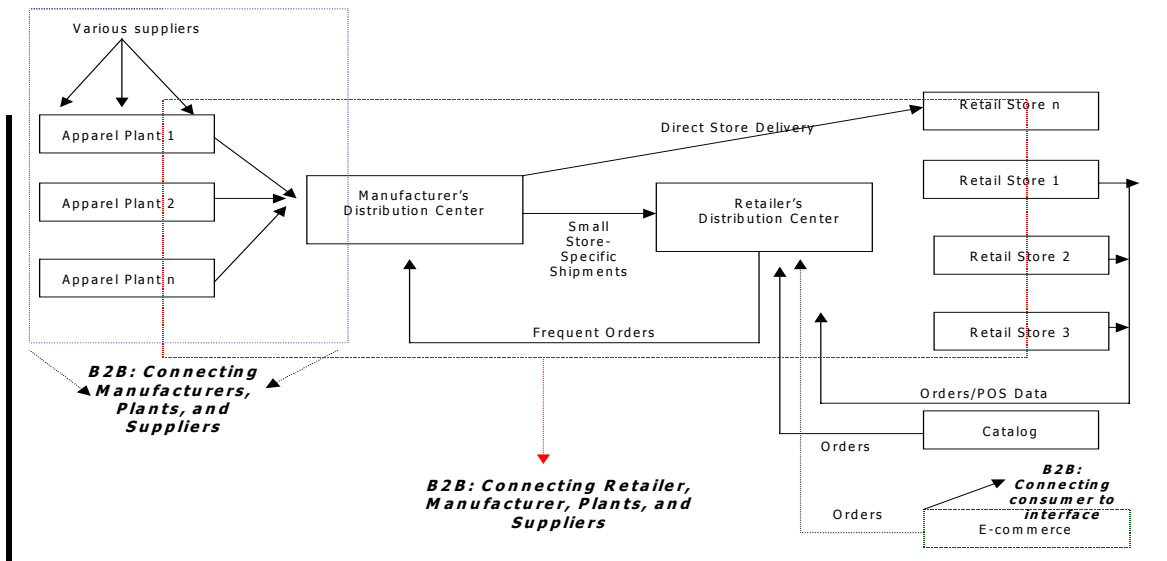 Various suppliers
Apparel Plant 1
Apparel Plant 2
Apparel Plant n
Manufacturer's
Distribution Center
Direct Store Delivery
Small
Store-
Specific
Shipments
Retailer's
Distribution Center
Retail Store n
Retail Store 1
Retail Store 2
Retail Store 3
Frequent Orders
Orders/POS Data
Catalog
Orders
B2B: Connecting
Manufacturers,
Plants, and
Suppliers
B2B: Connecting Retailer,
Manufacturer, Plants, and
Suppliers
B2B:
Connecting
consumer to
interface
Orders
E-commerce